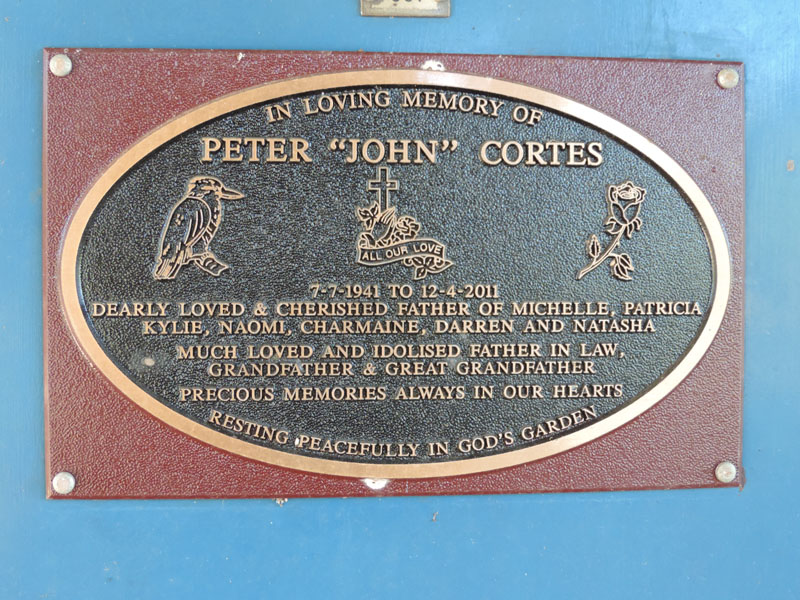 IN LOVING MEMORY OF
PETER "JOHN" CORTES
ALL OUR LOVE
7-7-1941 TO 12-4-2011
DEARLY LOVED & CHERISHED FATHER OF MICHELLE, PATRICIA
KYLIE, NAOMI, CHARMAINE, DARREN AND NATASHA
MUCH LOVED AND IDOLISED FATHER IN LAW,
GRANDFATHER & GREAT GRANDFATHER
PRECIOUS MEMORIES ALWAYS IN OUR HEARTS
RESTING PEACEFULLY IN GOD'S GARDEN